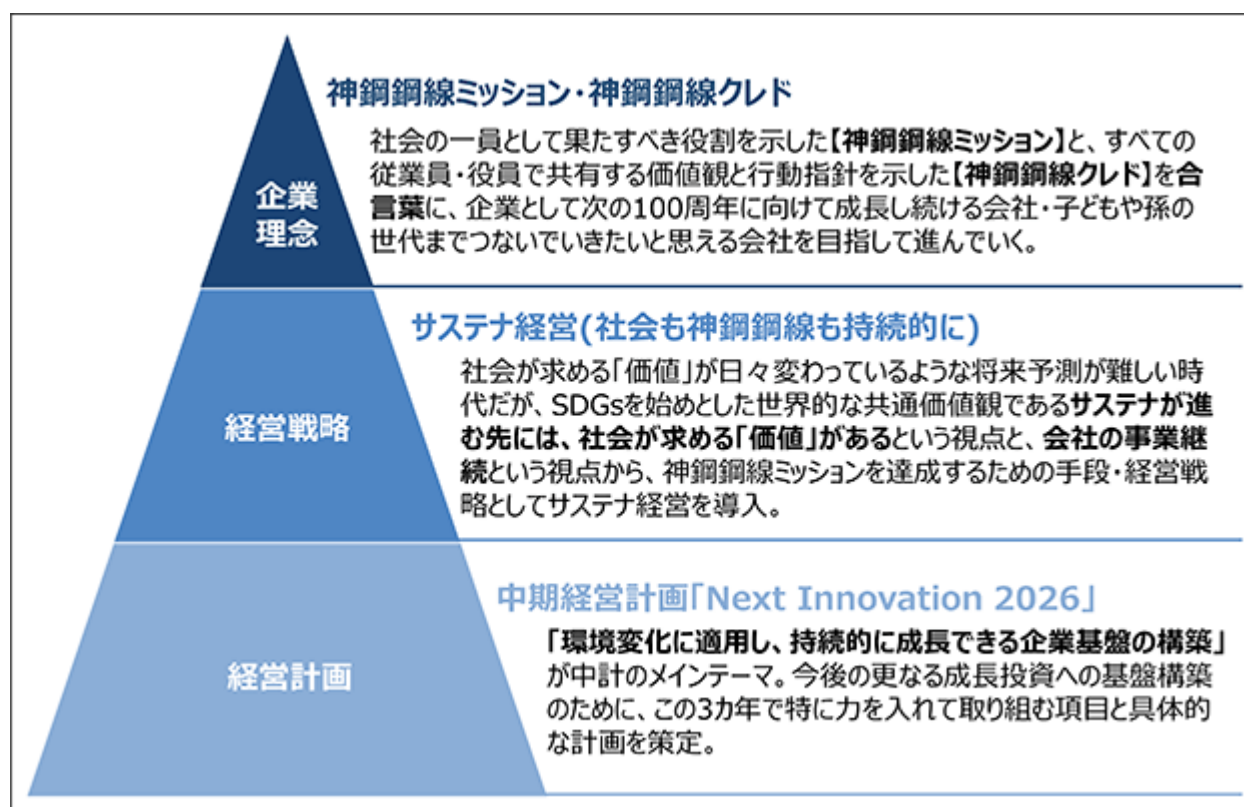 神鋼鋼線ミッション・神鋼鋼線クレド
社会の一員として果たすべき役割を示した【神鋼鋼線ミッション】と、すべての
従業員・役員で共有する価値観と行動指針を示した【神鋼鋼線クレド】を合
言葉に、企業として次の100周年に向けて成長し続ける会社・子どもや孫の
世代までつないでいきたいと思える会社を目指して進んでいく。
企業
理念
サステナ経営(社会も神鋼鋼線も持続的に)
社会が求める「価値」が日々変わっているような将来予測が難しい時
代だが、SDGsを始めとした世界的な共通価値観であるサステナが進
む先には、社会が求める「価値」があるという視点と、会社の事業継
続という視点から、神鋼鋼線ミッションを達成するための手段・経営戦
略としてサステナ経営を導入。
経営戦略
中期経営計画「Next Innovation 2026」
「環境変化に適用し、持続的に成長できる企業基盤の構築」
が中計のメインテーマ。今後の更なる成長投資への基盤構築
のために、この3カ年で特に力を入れて取り組む項目と具体的
な計画を策定。
経営計画